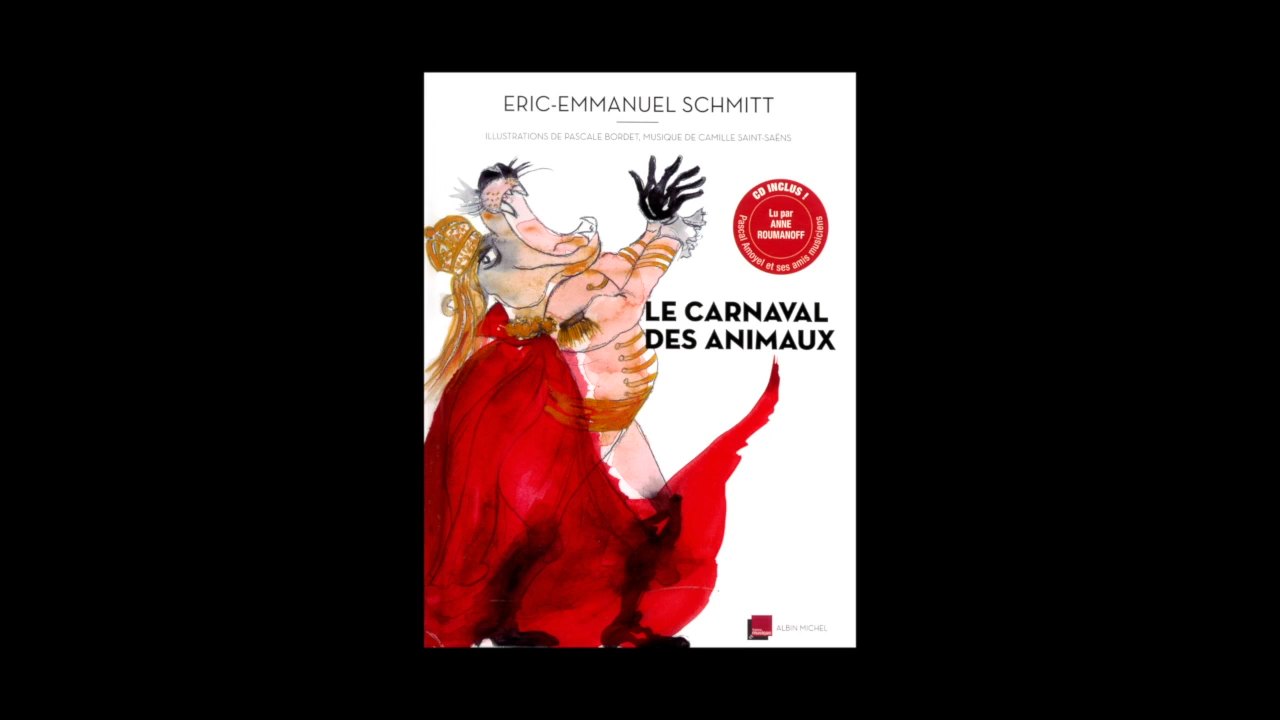 ERIC-EMMANUEL SCHMITT
ILLUSTRATIONS DE PASCALE BORDET, MUSIQUE DE CAMILLE SAINT-SAËNS
CD INCLUS !
Lu par
ANNE
ROUMANOFF
Pascal Amoyel et ses amis musiciens
LE CARNAVAL
DES ANIMAUX
ALBIN MICHEL